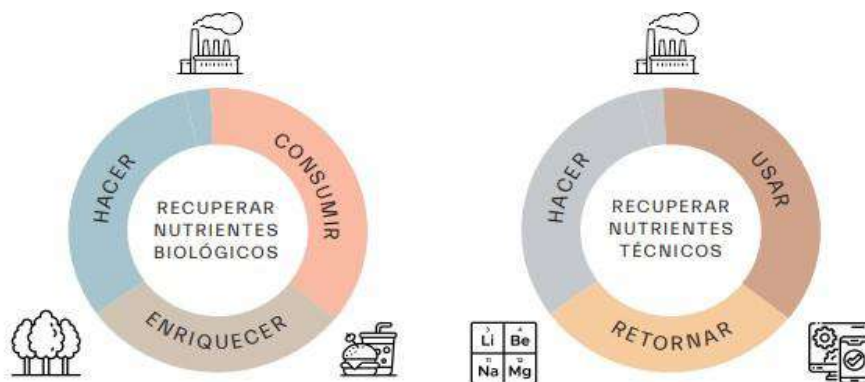 HACER
CONSUMIR
RECUPERAR
NUTRIENTES
BIOLÓGICOS
ENRIQUECER
HACER
USAR
RECUPERAR
NUTRIENTES
TÉCNICOS
RETORNAR
Li Be
Na Mg